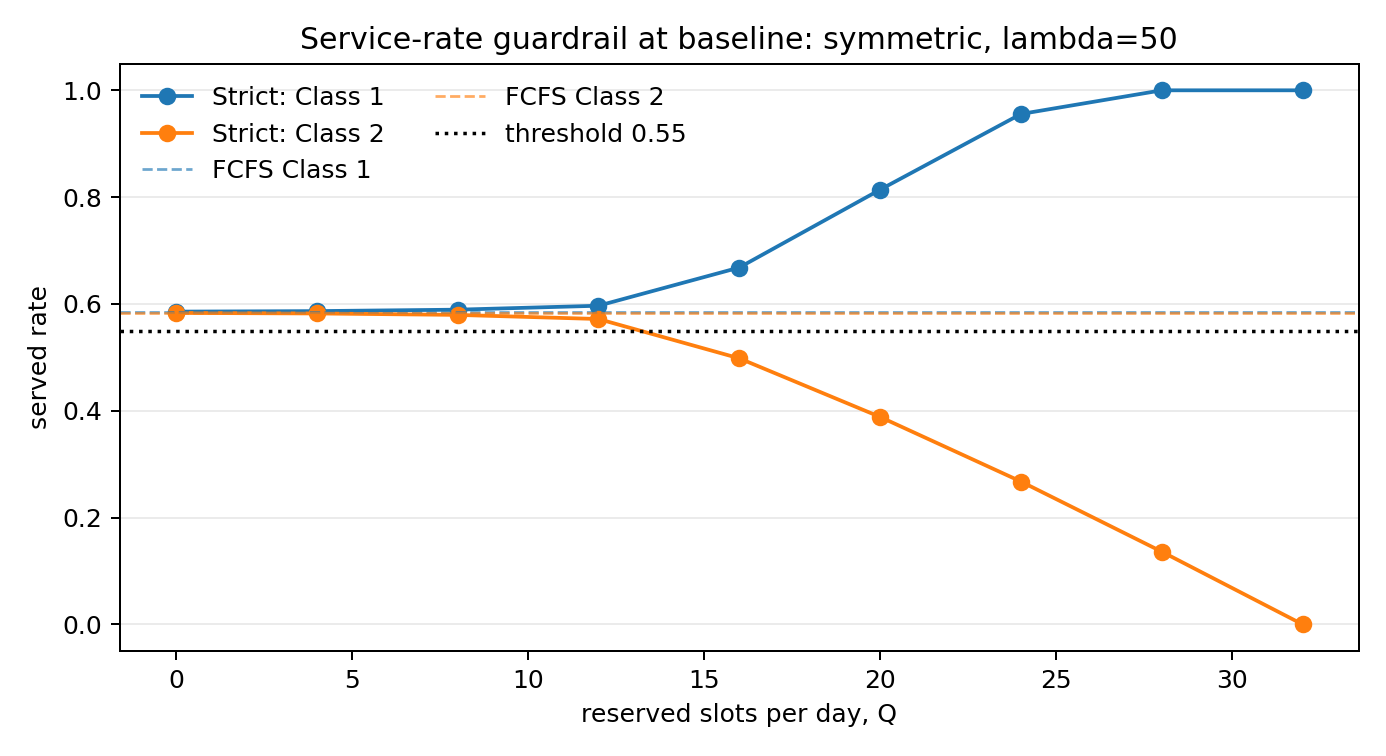 Service-rate guardrail at baseline: symmetric, lambda=50
Strict: Class 1
Strict: Class 2
FCFS Class 1
FCFS Class 2
threshold 0.55
served rate
1.0
0.8
0.6
0.4
0.2
0.0
0 5 10 15 20 25 30
reserved slots per day, Q